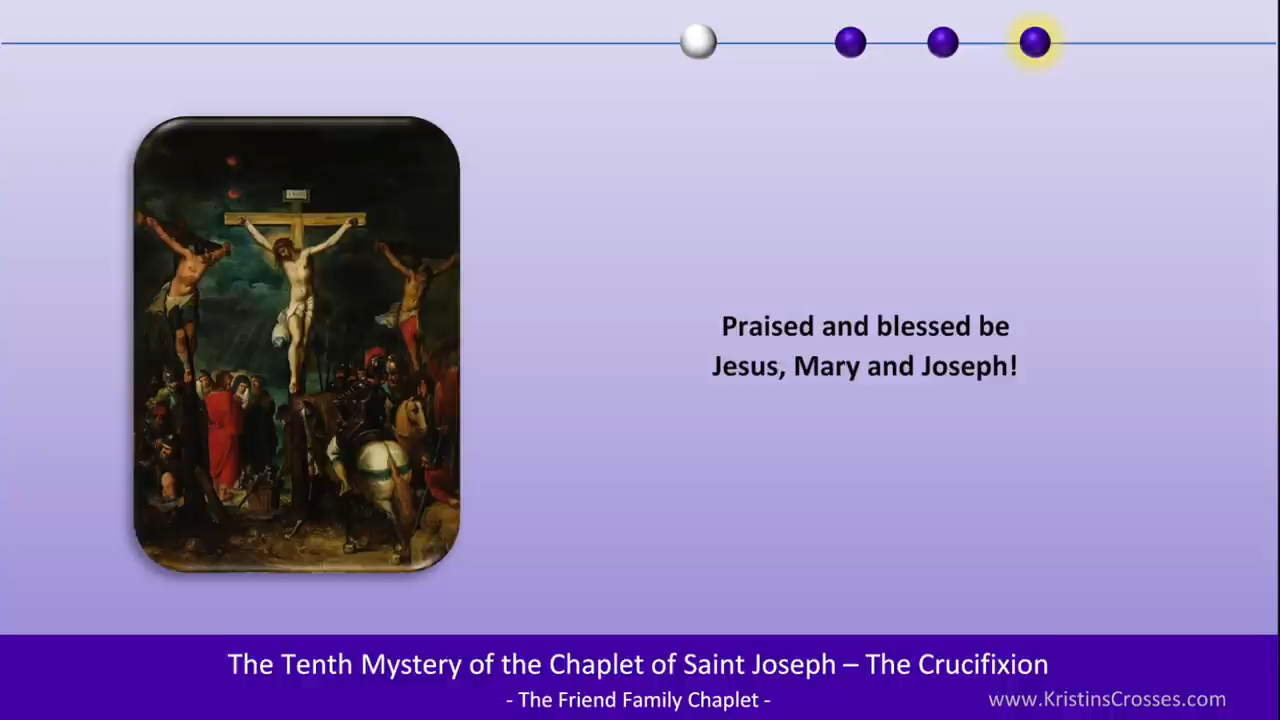 Praised and blessed be
Jesus, Mary and Joseph!
The Tenth Mystery of the Chaplet of Saint Joseph – The Crucifixion
- The Friend Family Chaplet -
www.KristinsCrosses.com